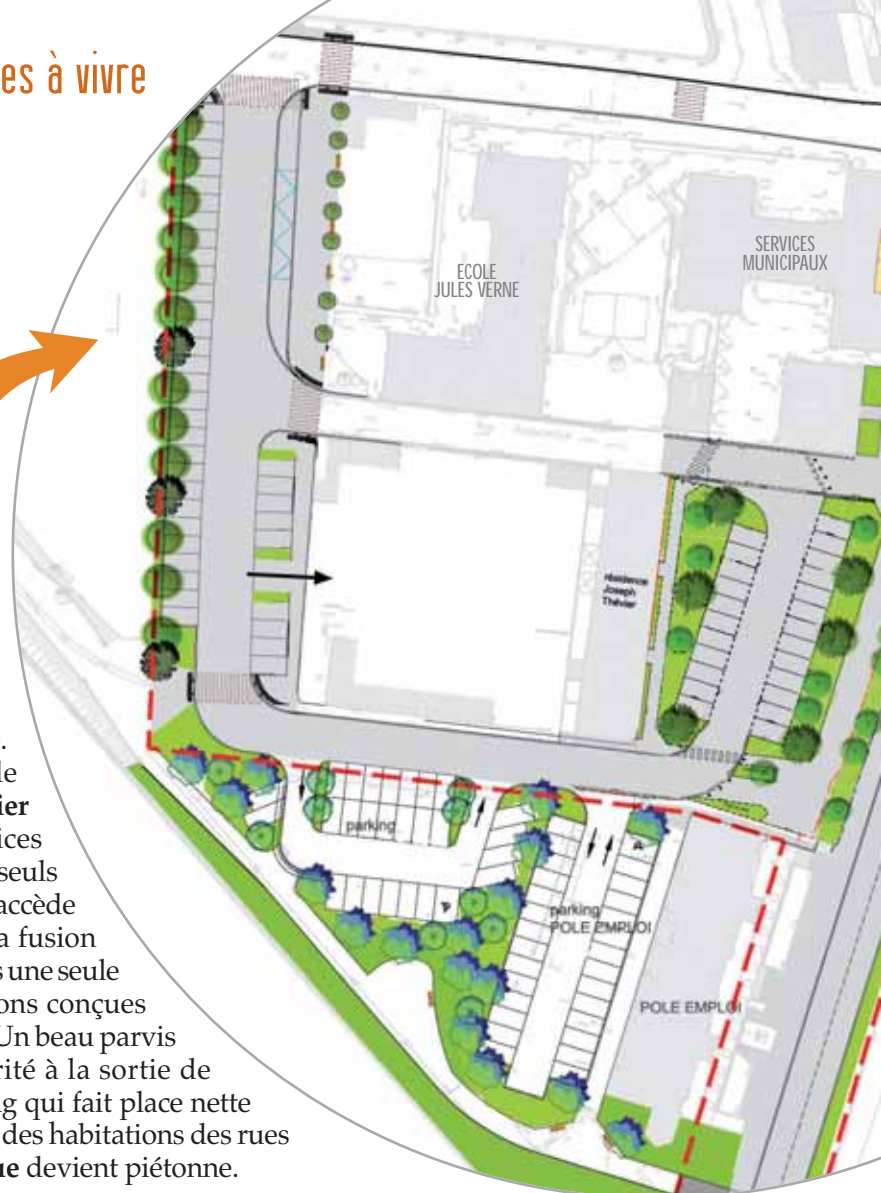 es à vivre
ECOLE
JULES VERNE
SERVICES
MUNICIPAUX
résidence
Joseph
Thévier
parking
parking
POLE EMPLOI
POLE EMPLOI
.
le
ier
ices
seuls
accède
a fusion
s une seule
ons conçues
Un beau parvis
rité à la sortie de
g qui fait place nette
des habitations des rues
ue devient piétonne.